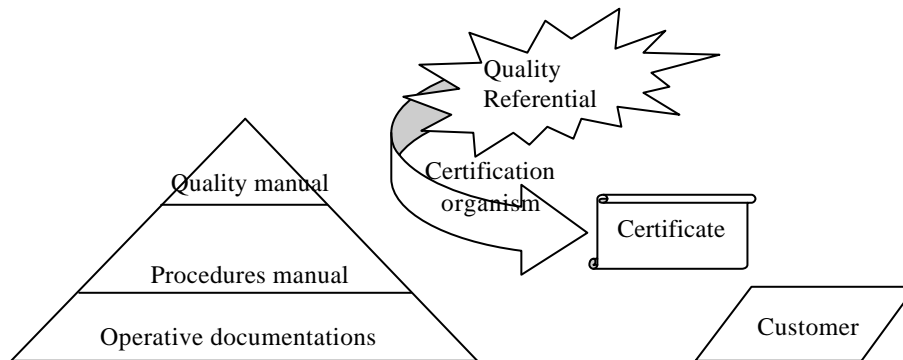 Quality
Referential
Certification
organism
Quality manual
Certificate
Procedures manual
Operative documentations
Customer